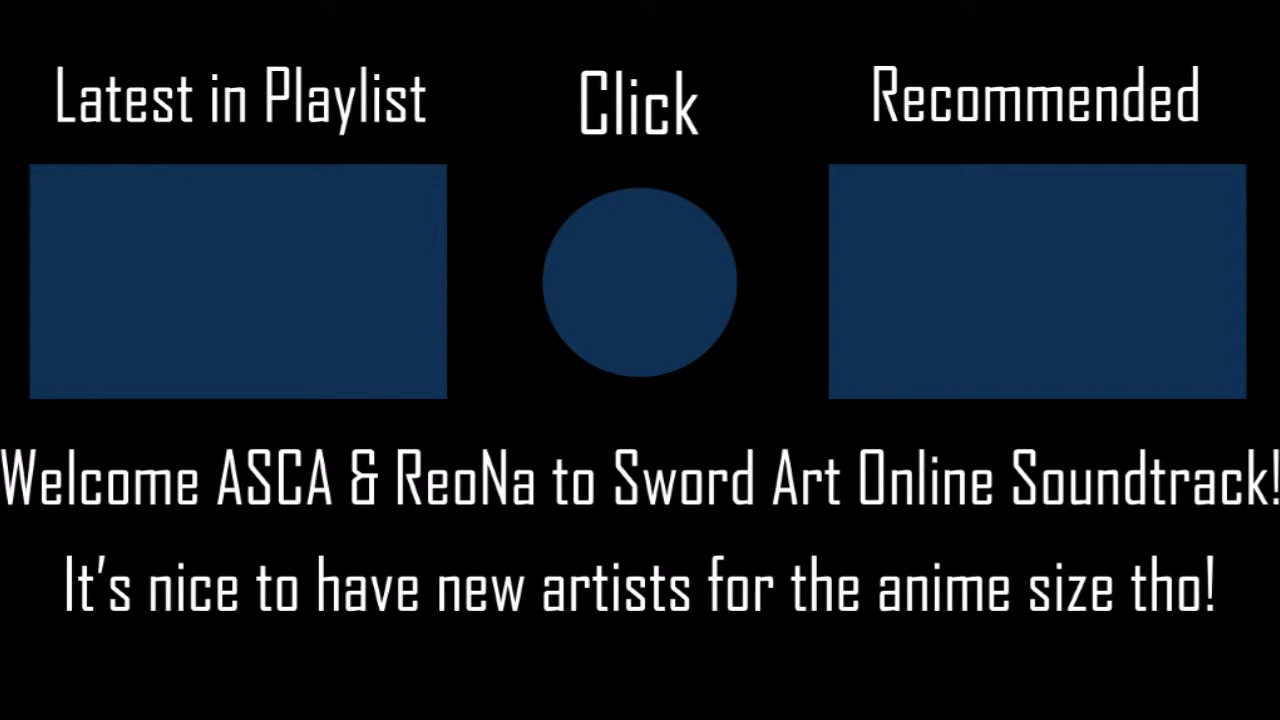 Latest in Playlist
Click
Recommended
Welcome ASCA & ReoNa to Sword Art Online Soundtrack!
It's nice to have new artists for the anime size tho!